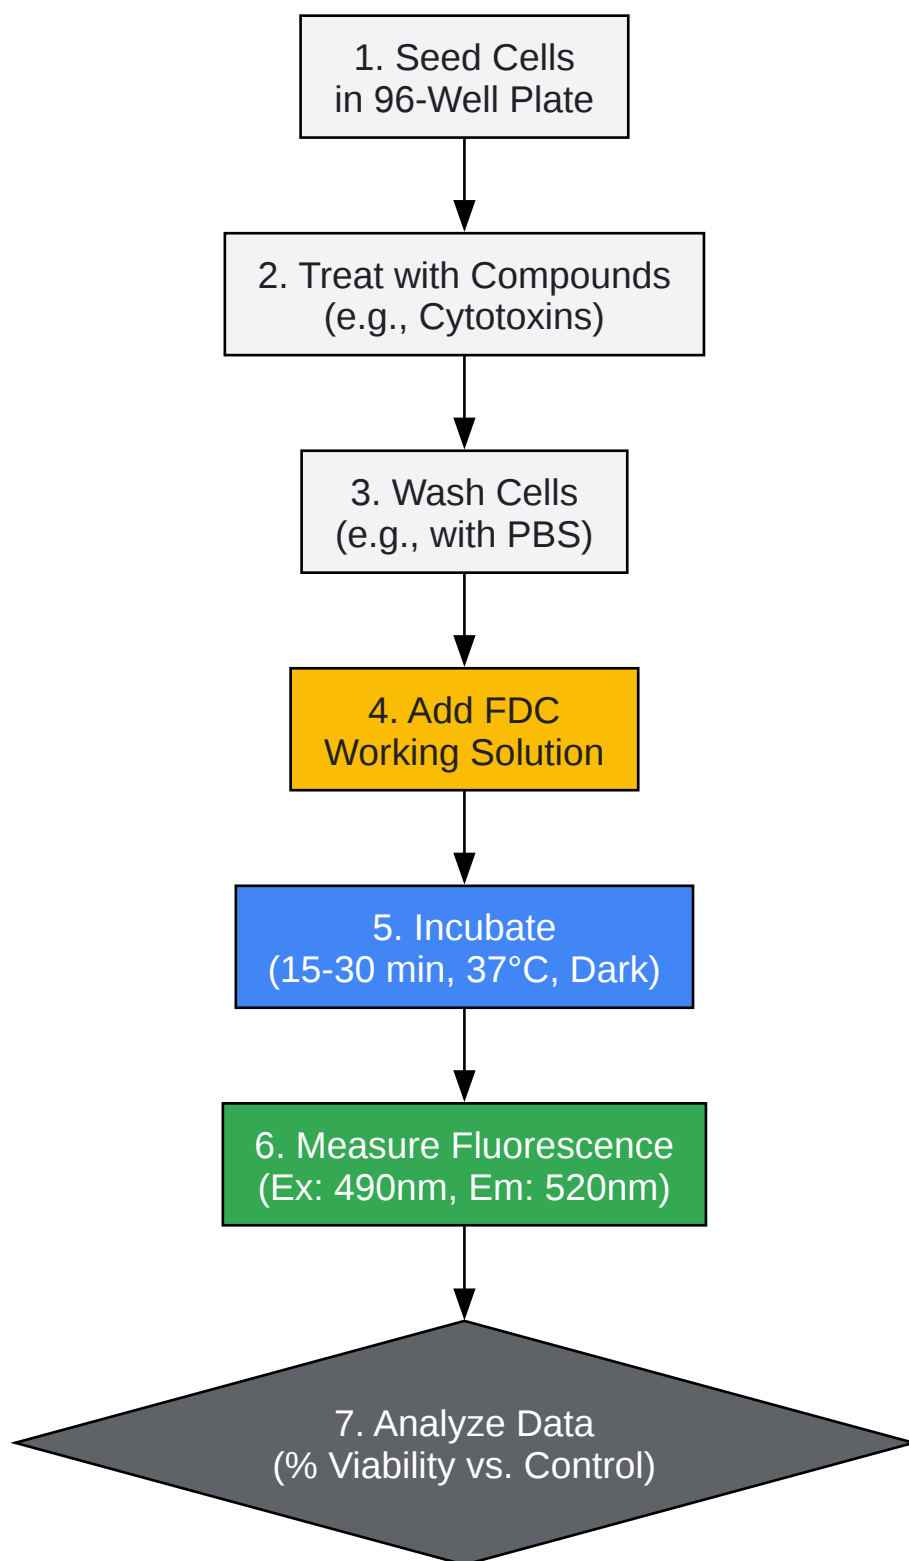 1. Seed Cells
in 96-Well Plate
2. Treat with Compounds
(e.g., Cytotoxins)
3. Wash Cells
(e.g., with PBS)
4. Add FDC
Working Solution
5. Incubate
(15-30 min, 37°C, Dark)
6. Measure Fluorescence
(Ex: 490nm, Em: 520nm)
7. Analyze Data
(% Viability vs. Control)